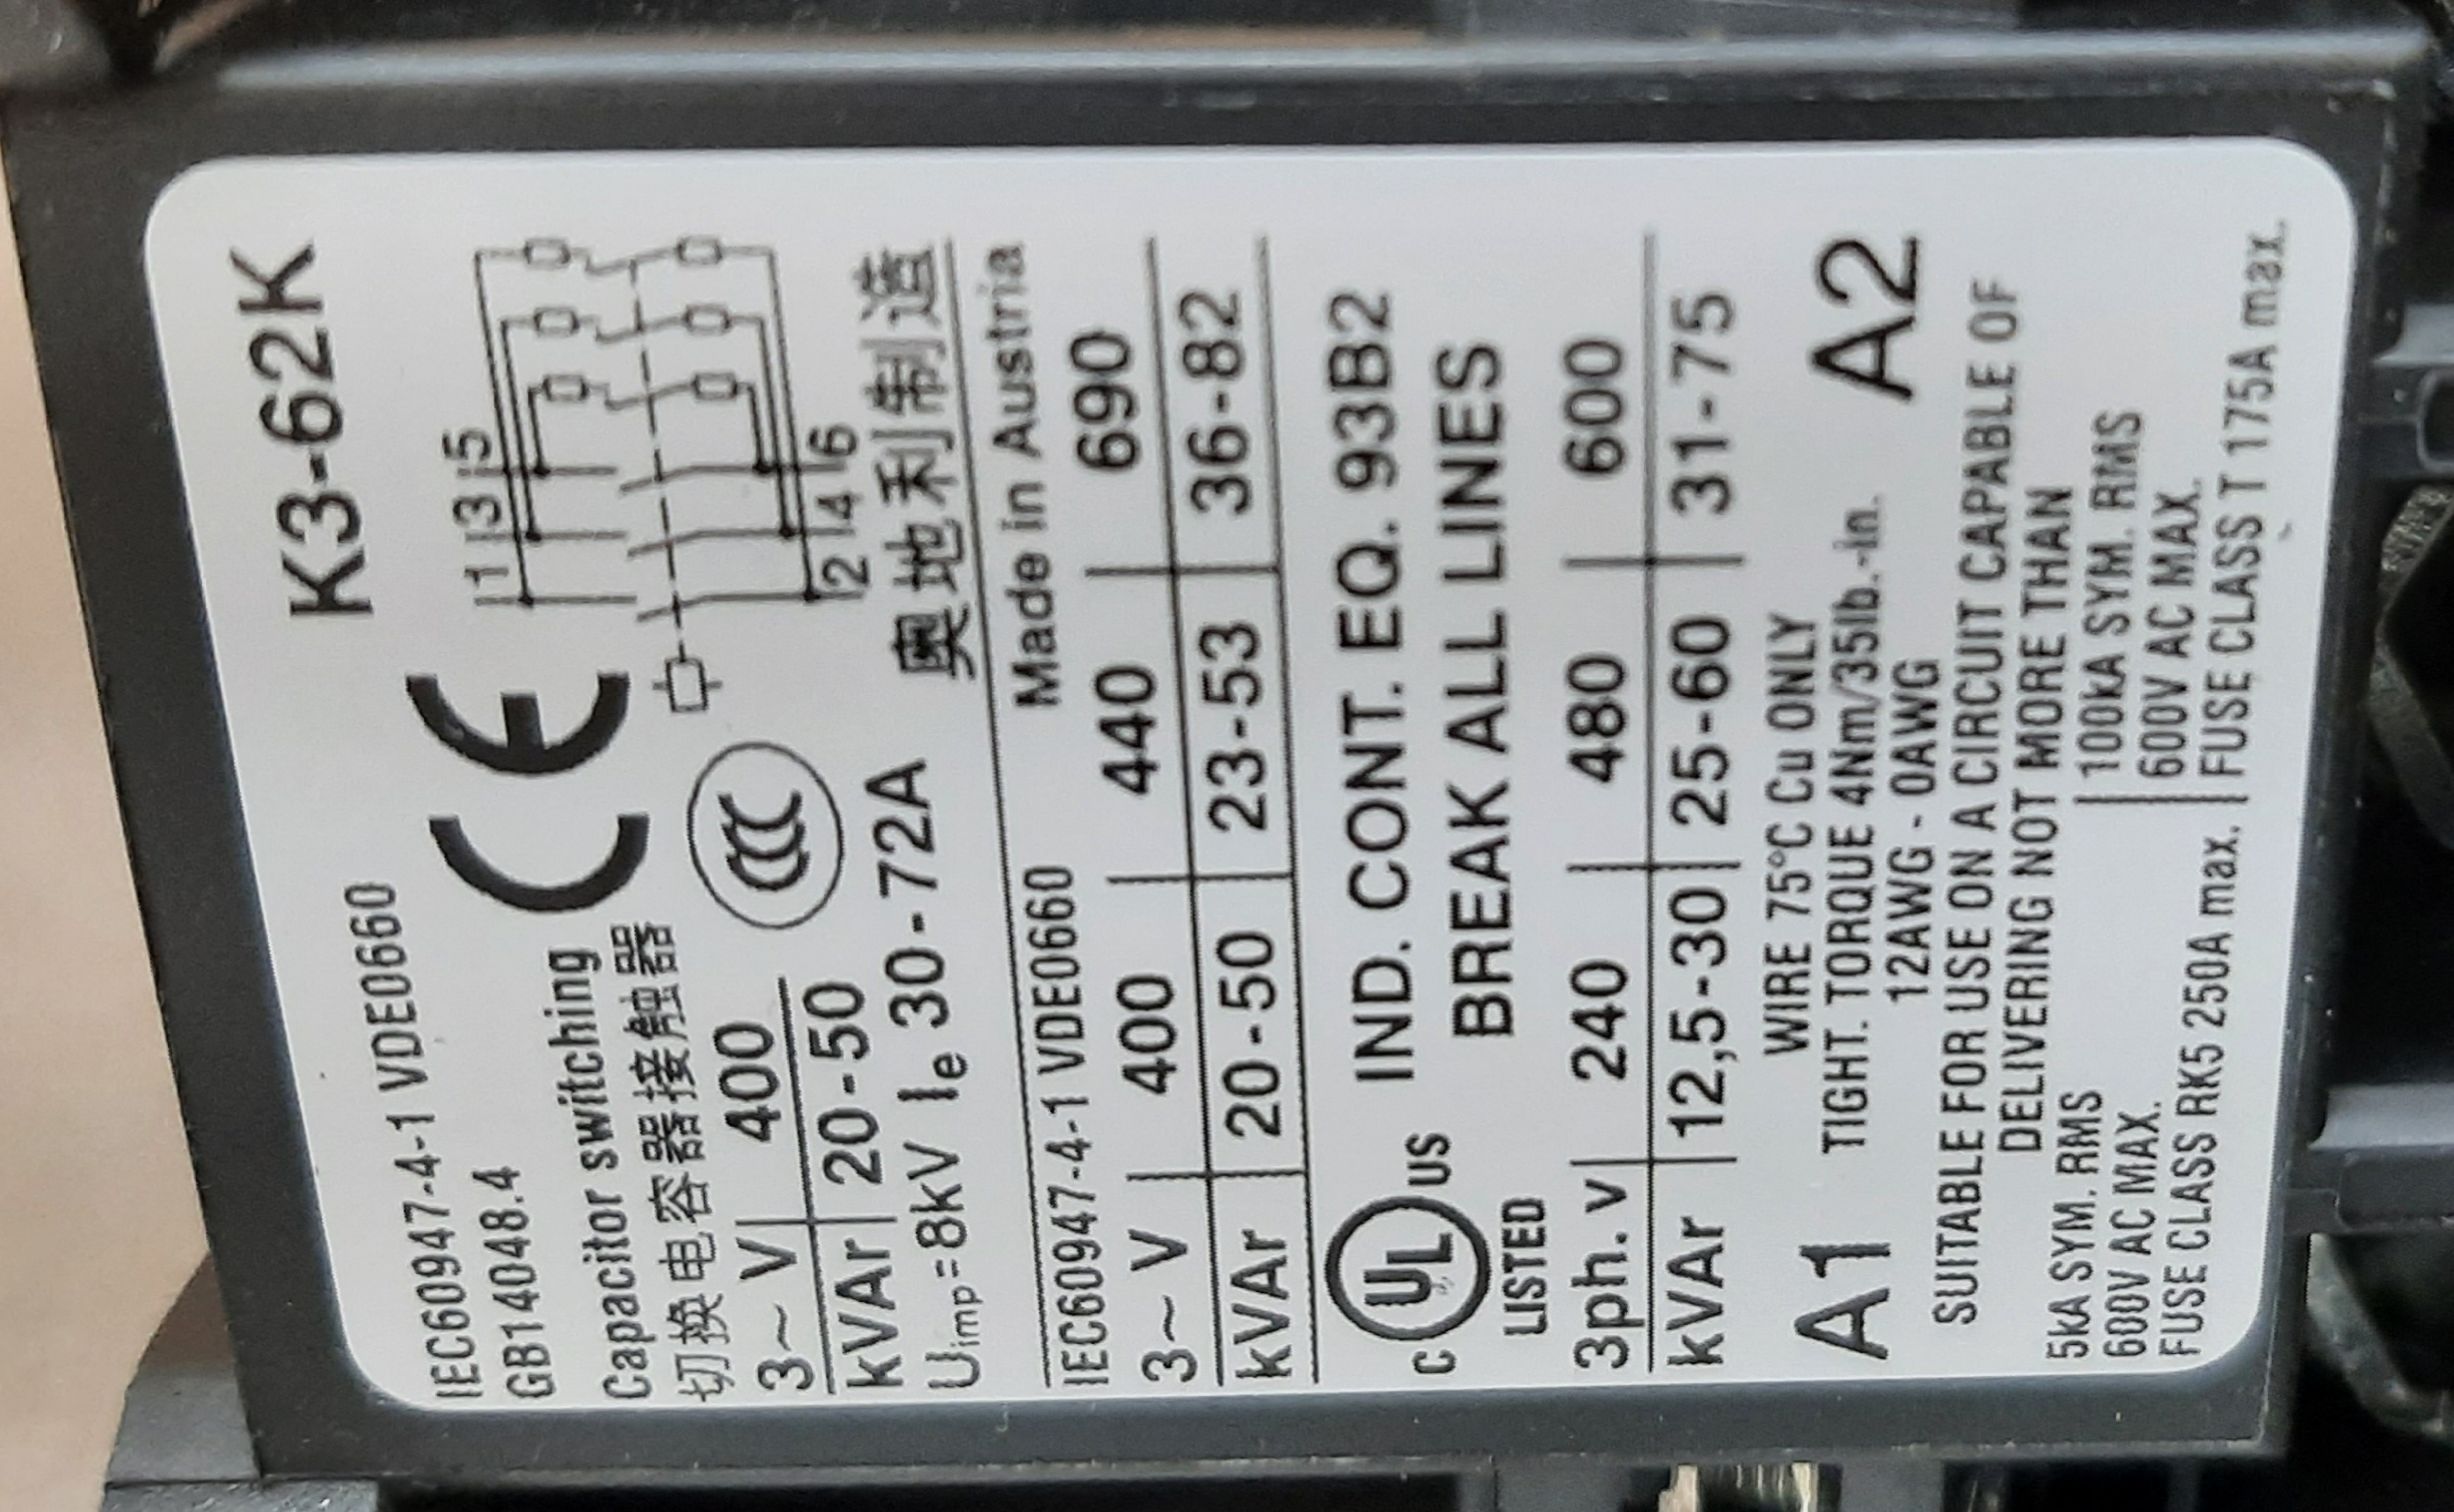 K3-62K
IEC60947-4-1 VDE0660
GB14048.4
CE
1 3 5
Capacitor switching
切换电容器接触器
CCC
3~ V 400
kVAr 20-50
2 4 6
Uimp=8kV Ie 30-72A
奥地利制造
IEC60947-4-1 VDE0660 Made in Austria
3~ V 400 440 690
kVAr 20-50 23-53 36-82
C UL US IND. CONT. EQ. 93B2
LISTED BREAK ALL LINES
3ph. V 240 480 600
kVAr 12,5-30 25-60 31-75
WIRE 75°C Cu ONLY
A1 TIGHT. TORQUE 4Nm/35lb.-in. A2
12AWG - 0AWG
SUITABLE FOR USE ON A CIRCUIT CAPABLE OF
DELIVERING NOT MORE THAN
5kA SYM. RMS 100kA SYM. RMS
600V AC MAX. 600V AC MAX.
FUSE CLASS RK5 250A max. FUSE CLASS T 175A max.